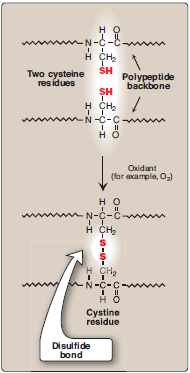 H O
N-C-C
H CH2
SH
Two cysteine
residues
Polypeptide
backbone
SH
H CH2
N-C-C
H O
Oxidant
(for example, O2)
H O
N-C-C
H CH2
S
S
H CH2
N-C-C
H O
Cystine
residue
Disulfide
bond